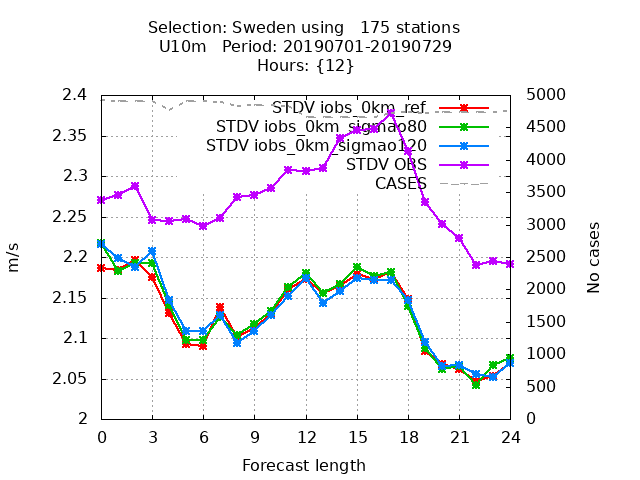 Selection: Sweden using   175 stations
U10m   Period: 20190701-20190729
Hours: {12}
STDV iobs_0km_ref
STDV iobs_0km_sigmao80
STDV iobs_0km_sigmao120
STDV OBS
CASES
2.4
2.35
2.3
2.25
2.2
2.15
2.1
2.05
2
m/s
5000
4500
4000
3500
3000
2500
2000
1500
1000
500
0
No cases
0 3 6 9 12 15 18 21 24
Forecast length